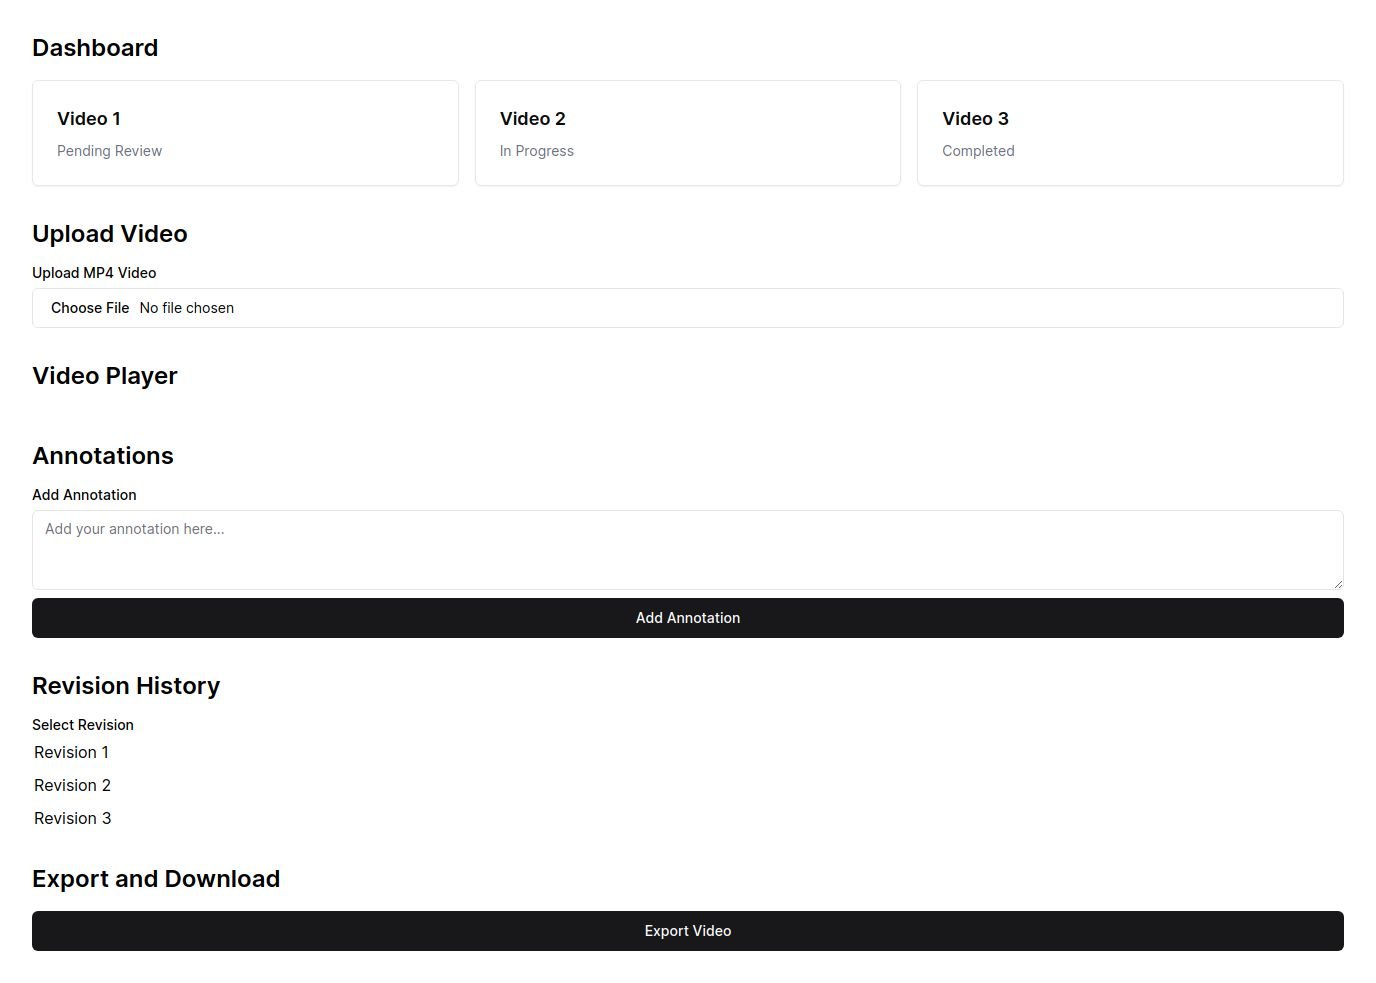 Dashboard
Video 1
Pending Review
Video 2
In Progress
Video 3
Completed
Upload Video
Upload MP4 Video
Choose File No file chosen
Video Player
Annotations
Add Annotation
Add your annotation here...
Add Annotation
Revision History
Select Revision
Revision 1
Revision 2
Revision 3
Export and Download
Export Video